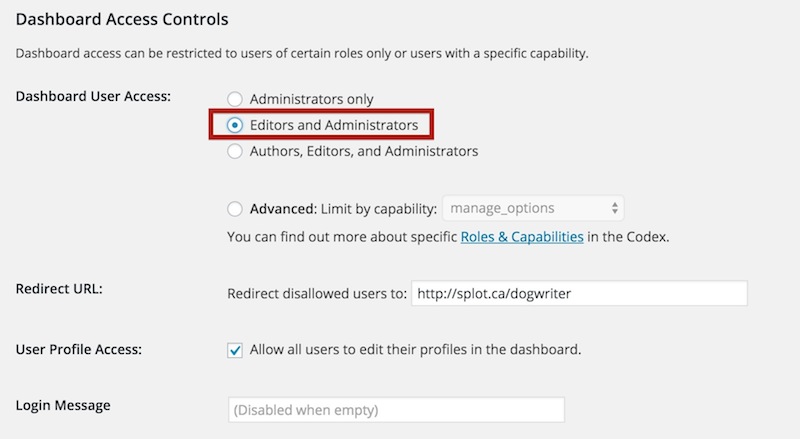 Dashboard Access Controls
Dashboard access can be restricted to users of certain roles only or users with a specific capability.
Dashboard User Access:
Administrators only
Editors and Administrators
Authors, Editors, and Administrators
Advanced: Limit by capability: manage_options
You can find out more about specific Roles & Capabilities in the Codex.
Redirect URL: Redirect disallowed users to: http://splot.ca/dogwriter
User Profile Access: Allow all users to edit their profiles in the dashboard.
Login Message (Disabled when empty)